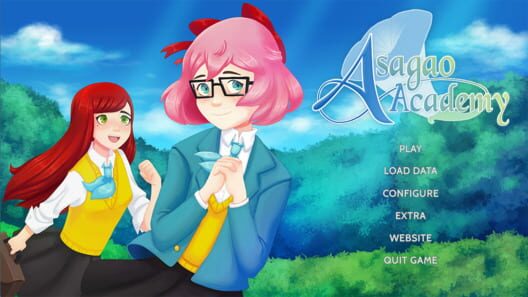 Asagao
Academy
PLAY
LOAD DATA
CONFIGURE
EXTRA
WEBSITE
QUIT GAME